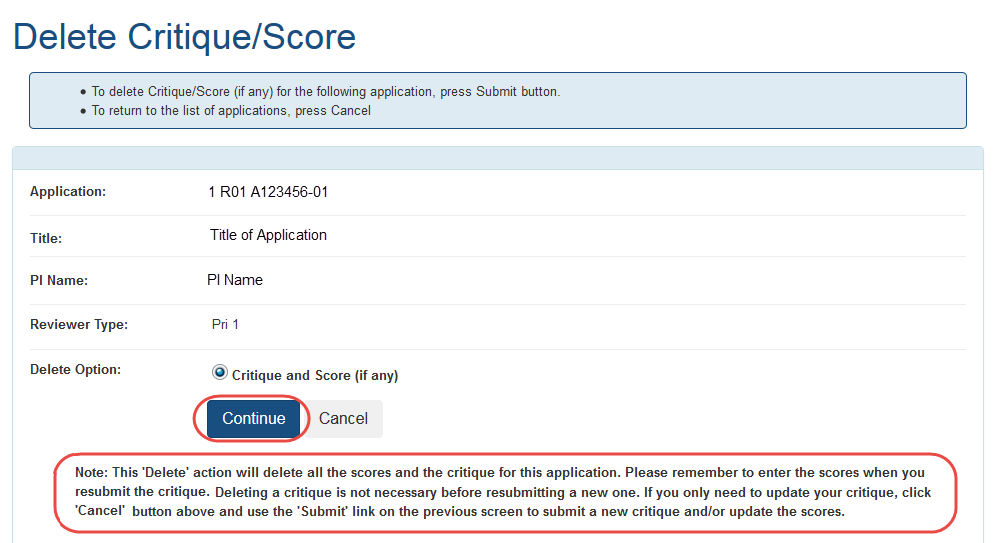 Delete Critique/Score
• To delete Critique/Score (if any) for the following application, press Submit button.
• To return to the list of applications, press Cancel
Application: 1 R01 A123456-01
Title: Title of Application
PI Name: PI Name
Reviewer Type: Pri 1
Delete Option: Critique and Score (if any)
Continue Cancel
Note: This 'Delete' action will delete all the scores and the critique for this application. Please remember to enter the scores when you
resubmit the critique. Deleting a critique is not necessary before resubmitting a new one. If you only need to update your critique, click
'Cancel' button above and use the 'Submit' link on the previous screen to submit a new critique and/or update the scores.